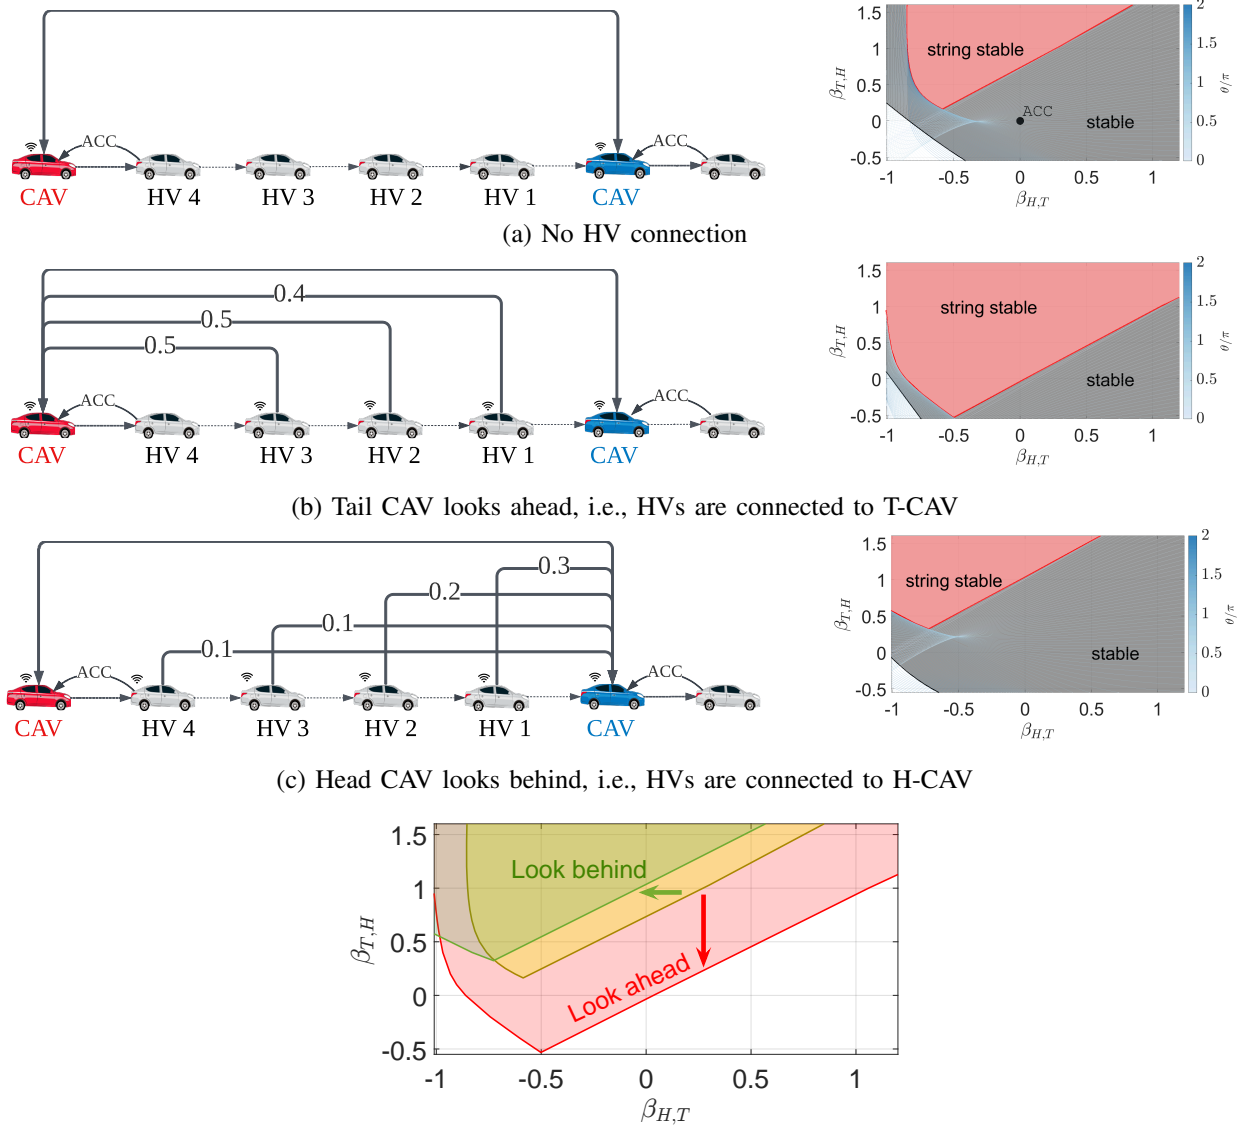 ACC
CAV
HV 4
HV 3
HV 2
HV 1
CAV
β_{T,H}
1.5
1
0.5
0
-0.5
string stable
ACC
stable
-1
-0.5
0
0.5
1
β_{H,T}
2
1.5
1
0.5
0
θ/π
(a) No HV connection
0.4
0.5
0.5
ACC
ACC
CAV
HV 4
HV 3
HV 2
HV 1
CAV
β_{T,H}
1.5
1
0.5
0
-0.5
string stable
stable
-1
-0.5
0
0.5
1
β_{H,T}
2
1.5
1
0.5
0
θ/π
(b) Tail CAV looks ahead, i.e., HVs are connected to T-CAV
0.3
0.2
0.1
0.1
ACC
ACC
CAV
HV 4
HV 3
HV 2
HV 1
CAV
β_{T,H}
1.5
1
0.5
0
-0.5
string stable
stable
-1
-0.5
0
0.5
1
β_{H,T}
2
1.5
1
0.5
0
θ/π
(c) Head CAV looks behind, i.e., HVs are connected to H-CAV
β_{T,H}
1.5
1
0.5
0
-0.5
Look behind
Look ahead
-1
-0.5
0
0.5
1
β_{H,T}